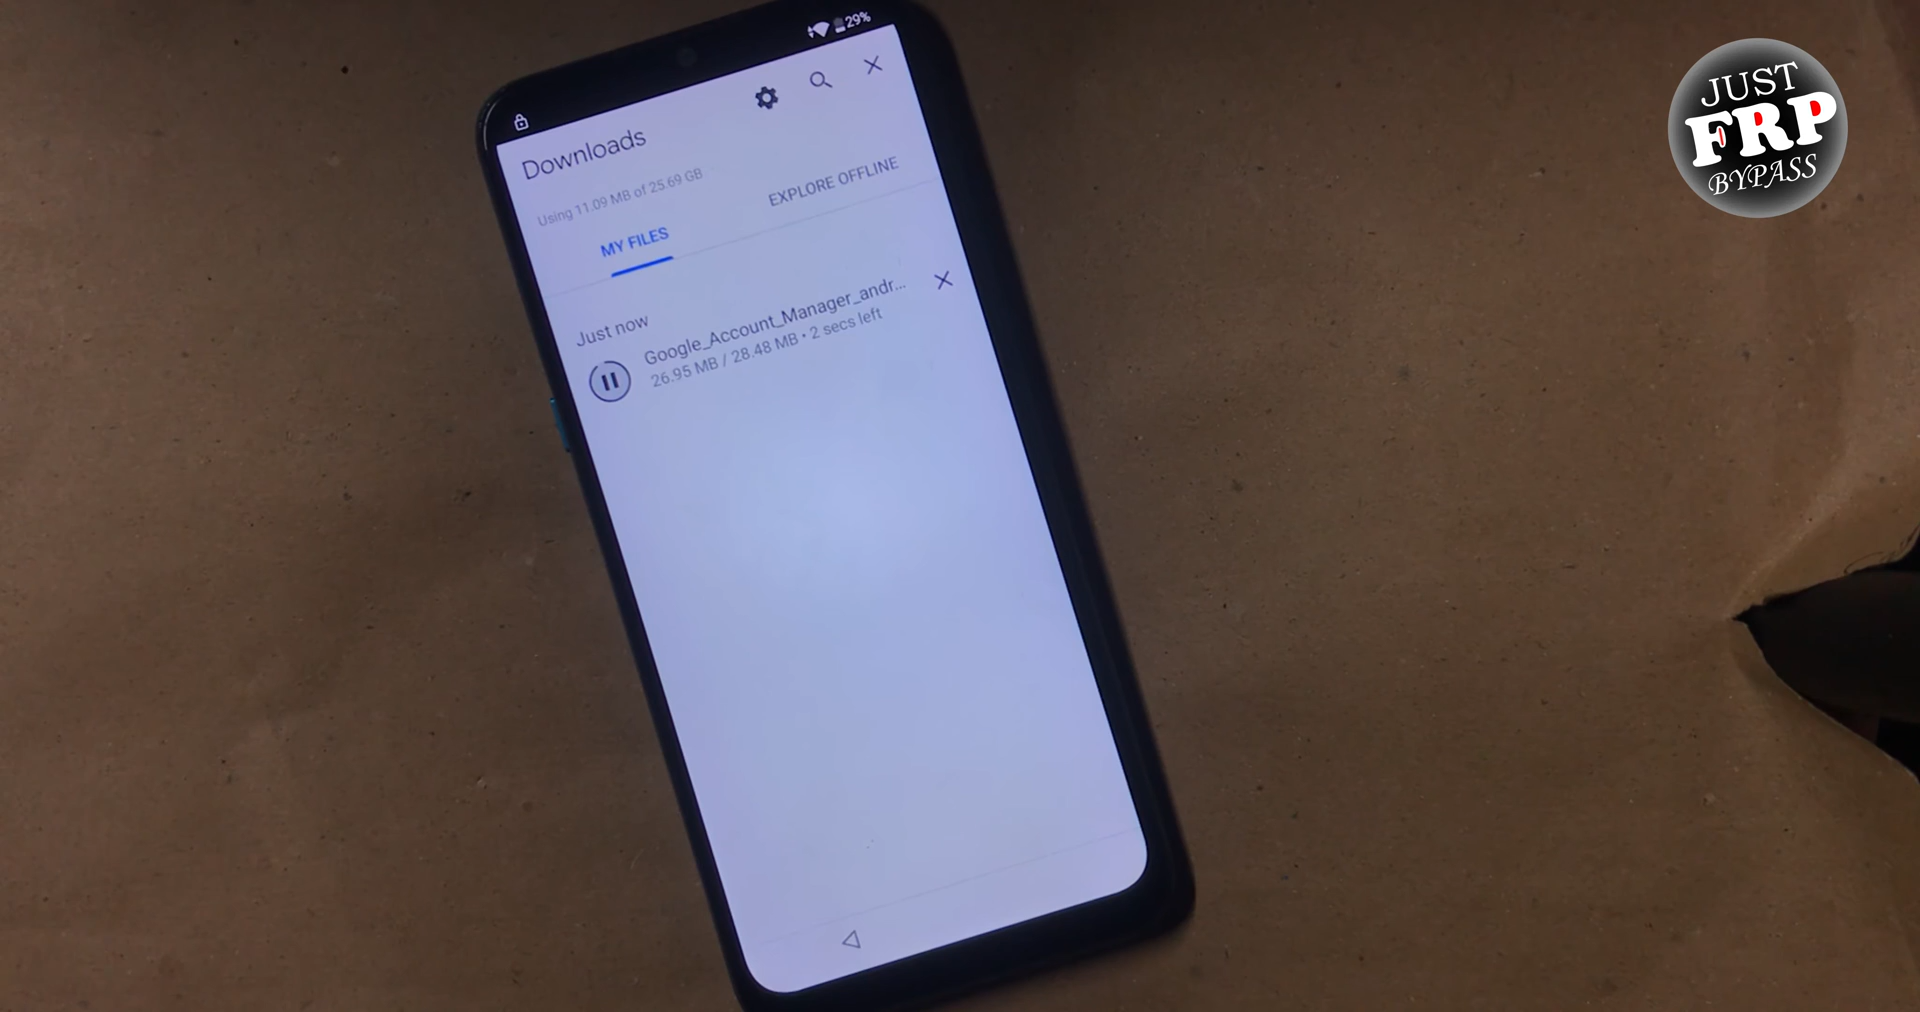 29%
Downloads
Using 11.09 MB of 25.69 GB
MY FILES
EXPLORE OFFLINE
Just now
Google_Account_Manager_andr...
26.95 MB / 28.48 MB • 2 secs left
JUST
FRP
BYPASS